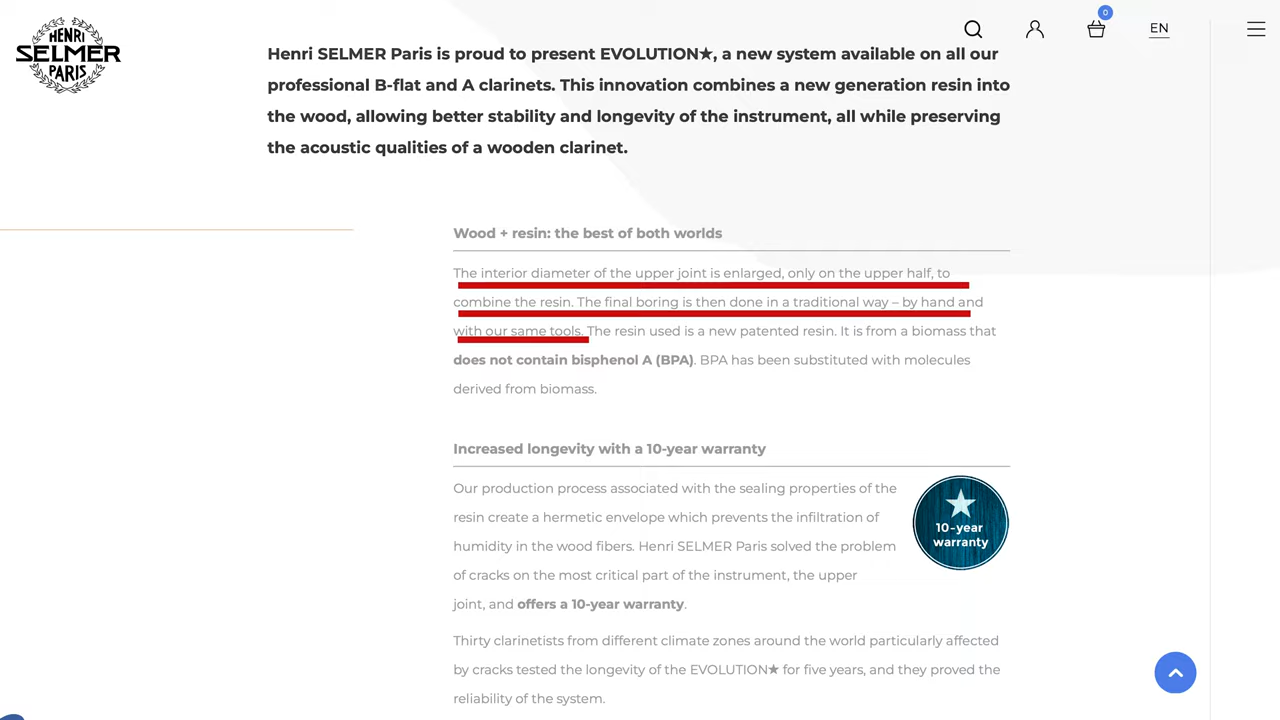 HENRI
SELMER
PARIS
0
EN
Henri SELMER Paris is proud to present EVOLUTION★, a new system available on all our
professional B-flat and A clarinets. This innovation combines a new generation resin into
the wood, allowing better stability and longevity of the instrument, all while preserving
the acoustic qualities of a wooden clarinet.
Wood + resin: the best of both worlds
The interior diameter of the upper joint is enlarged, only on the upper half, to
combine the resin. The final boring is then done in a traditional way – by hand and
with our same tools. The resin used is a new patented resin. It is from a biomass that
does not contain bisphenol A (BPA). BPA has been substituted with molecules
derived from biomass.
Increased longevity with a 10-year warranty
Our production process associated with the sealing properties of the
resin create a hermetic envelope which prevents the infiltration of
humidity in the wood fibers. Henri SELMER Paris solved the problem
of cracks on the most critical part of the instrument, the upper
joint, and offers a 10-year warranty.
10-year
warranty
Thirty clarinetists from different climate zones around the world particularly affected
by cracks tested the longevity of the EVOLUTION★ for five years, and they proved the
reliability of the system.